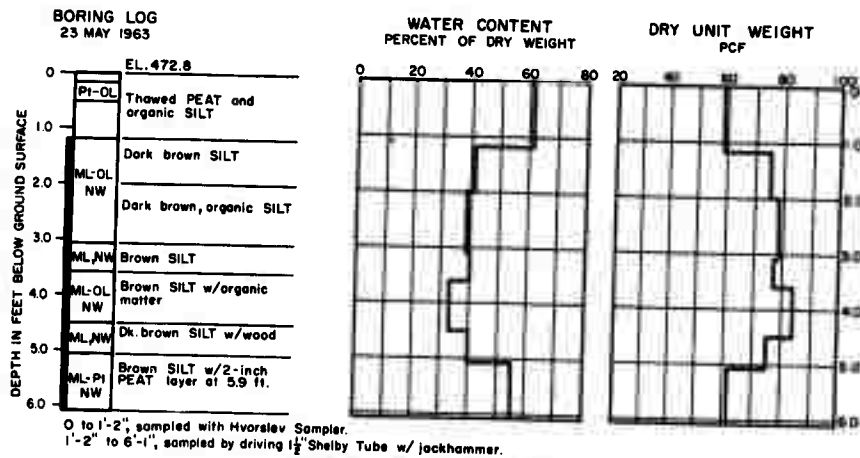 BORING LOG
23 MAY 1963
EL. 472.8
DEPTH IN FEET BELOW GROUND SURFACE
0
1.0
2.0
3.0
4.0
5.0
6.0
Pt-OL
ML-OL
NW
ML,NW
ML-OL
NW
ML,NW
ML-Pt
NW
Thawed PEAT and
organic SILT
Dark brown SILT
Dark brown, organic SILT
Brown SILT
Brown SILT w/organic
matter
Dk. brown SILT w/wood
Brown SILT w/2-inch
PEAT layer at 5.9 ft.
0 to 1'-2", sampled with Hvorslev Sampler.
1'-2" to 6'-1", sampled by driving 1½" Shelby Tube w/ jackhammer.
WATER CONTENT
PERCENT OF DRY WEIGHT
0 20 40 60 80
DRY UNIT WEIGHT
PCF
20 40 60 80 100